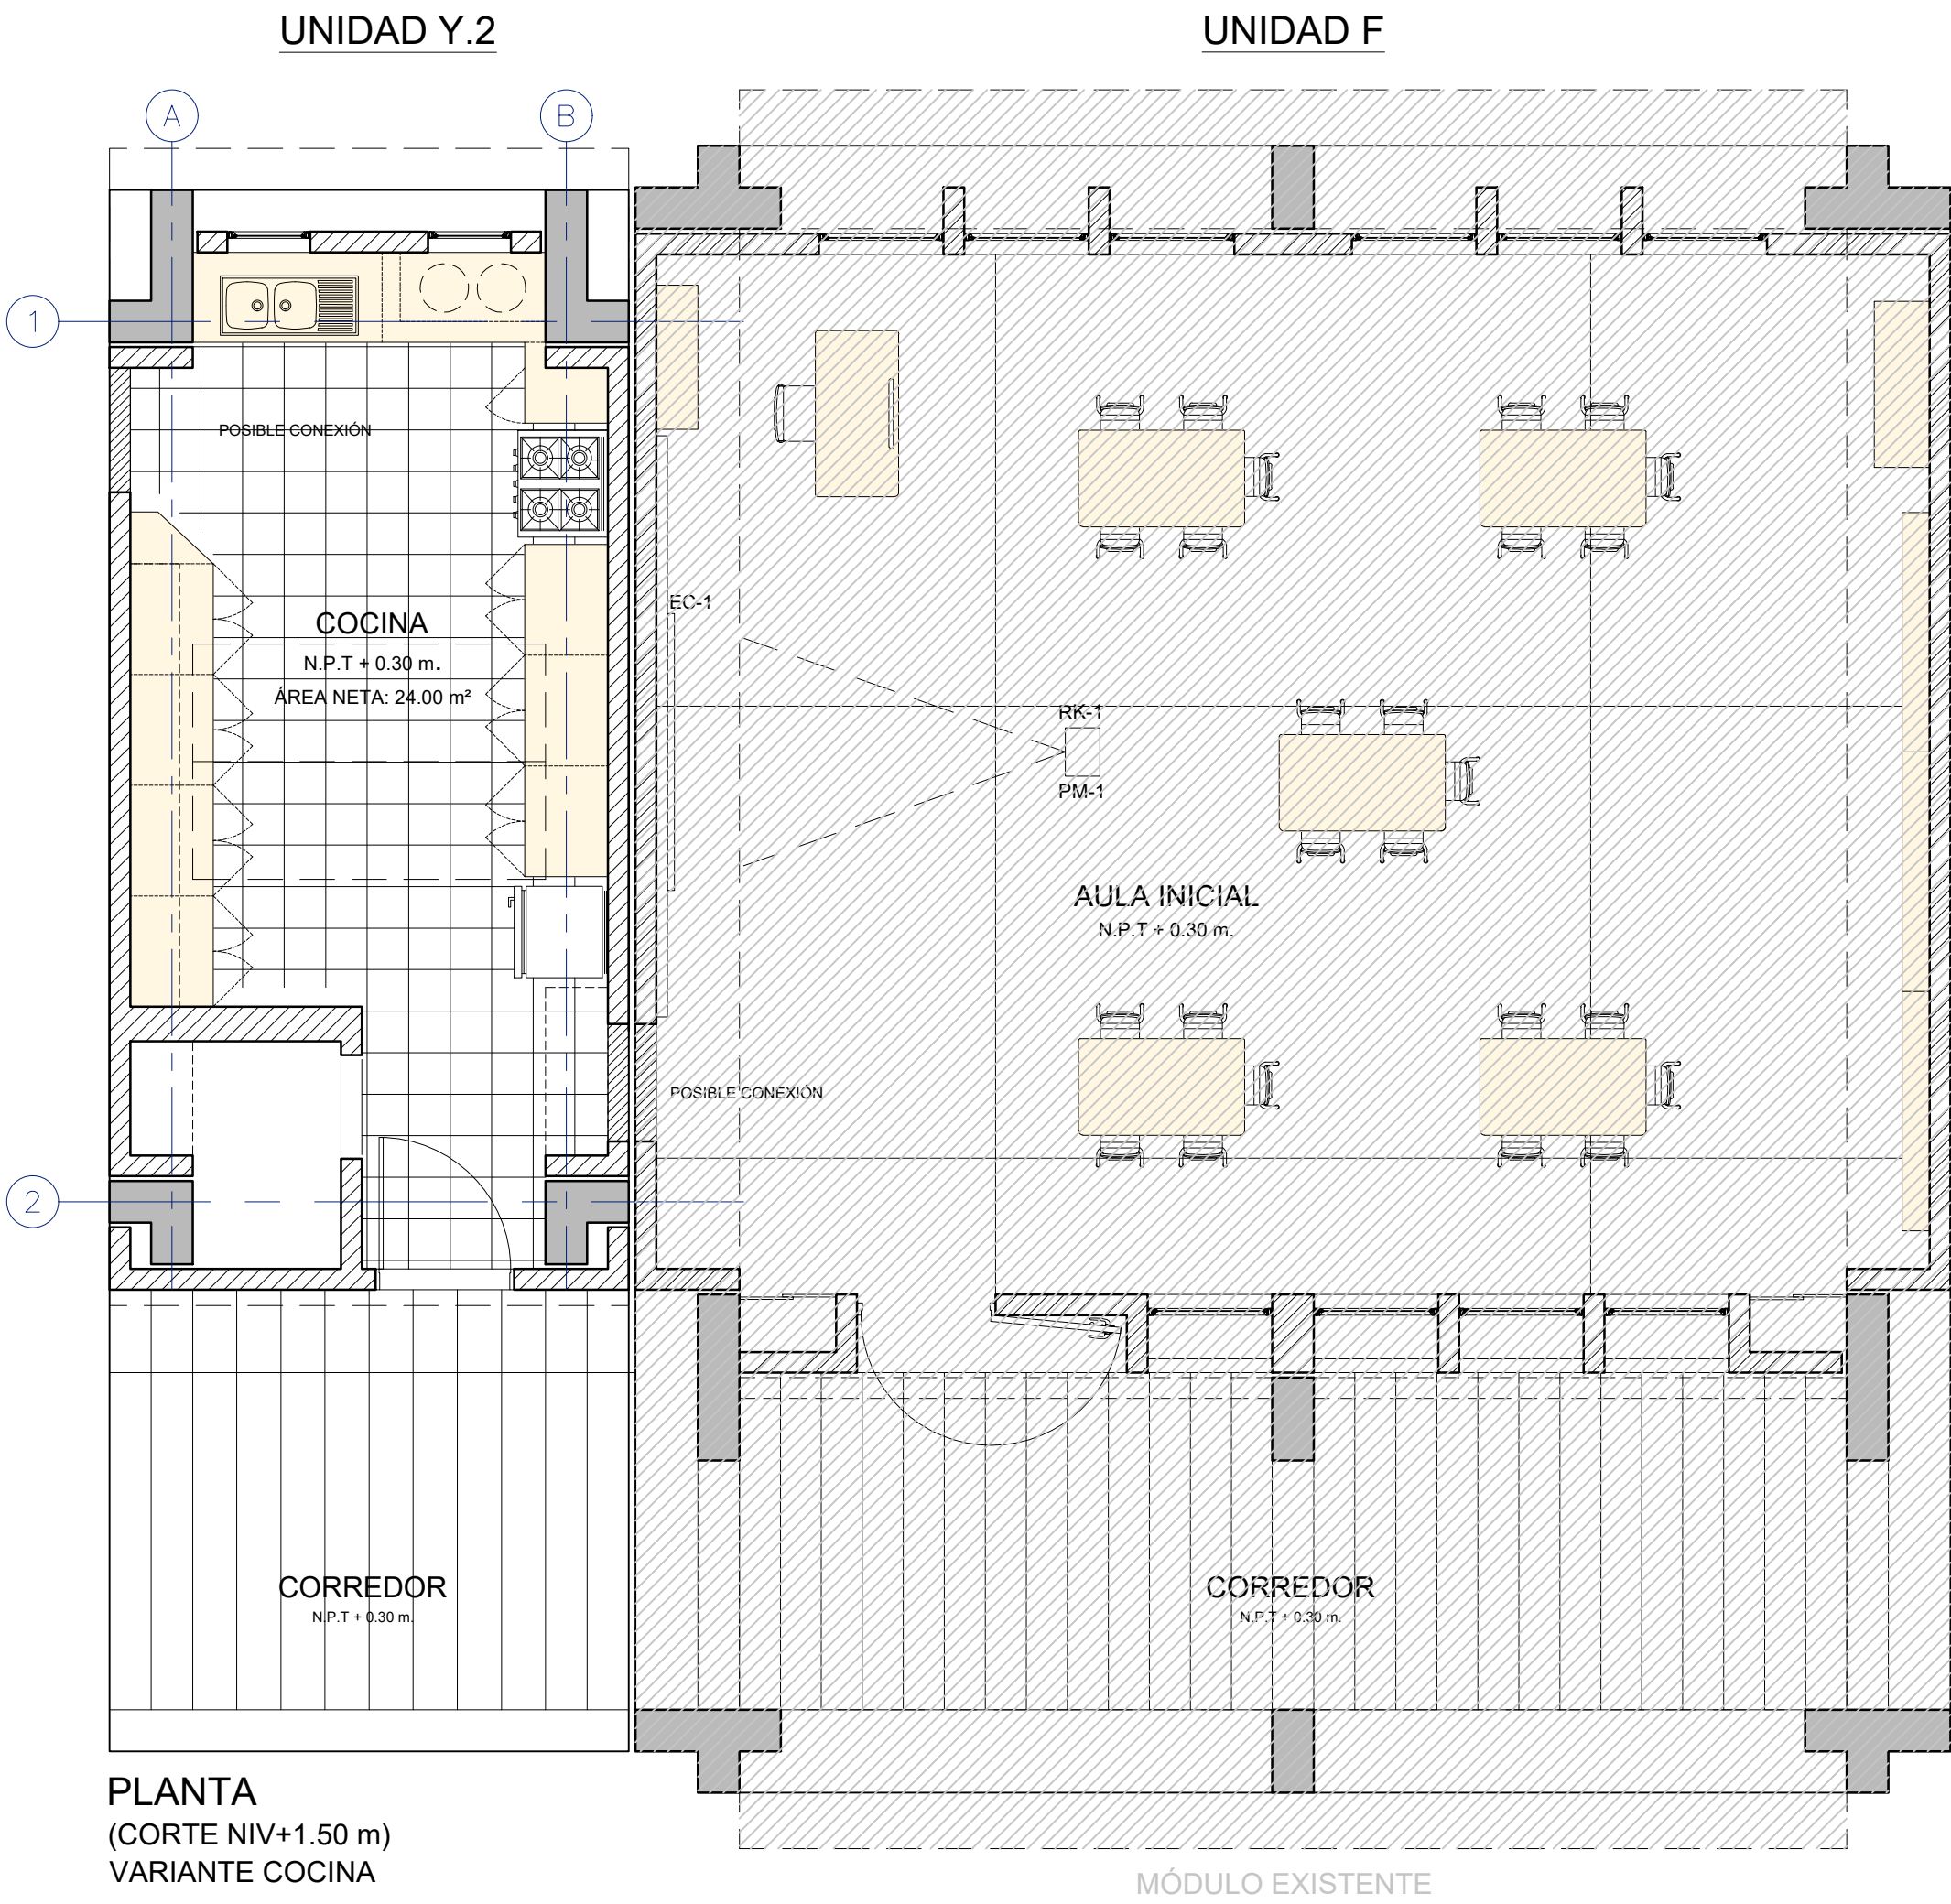 UNIDAD Y.2
UNIDAD F
A
B
1
POSIBLE CONEXIÓN
EC-1
COCINA
N.P.T + 0.30 m.
ÁREA NETA: 24.00 m²
RK-1
PM-1
AULA INICIAL
N.P.T + 0.30 m.
POSIBLE CONEXIÓN
2
CORREDOR
N.P.T + 0.30 m.
CORREDOR
N.P.T + 0.30 m.
PLANTA
(CORTE NIV+1.50 m)
VARIANTE COCINA
MÓDULO EXISTENTE